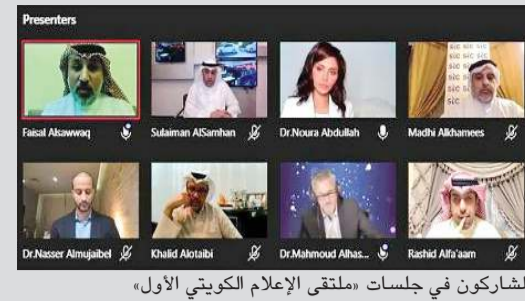 Presenters
Faisal Alsawwaq
Sulaiman AlSamhan
Dr.Noura Abdullah
Madhi Alkhamees
Dr.Nasser Almujaibel
Khalid Alotaibi
Dr.Mahmoud Alhas...
Rashid Alfa'aam
لشاركون في جلسات «ملتقى الإعلام الكويتي الأول»